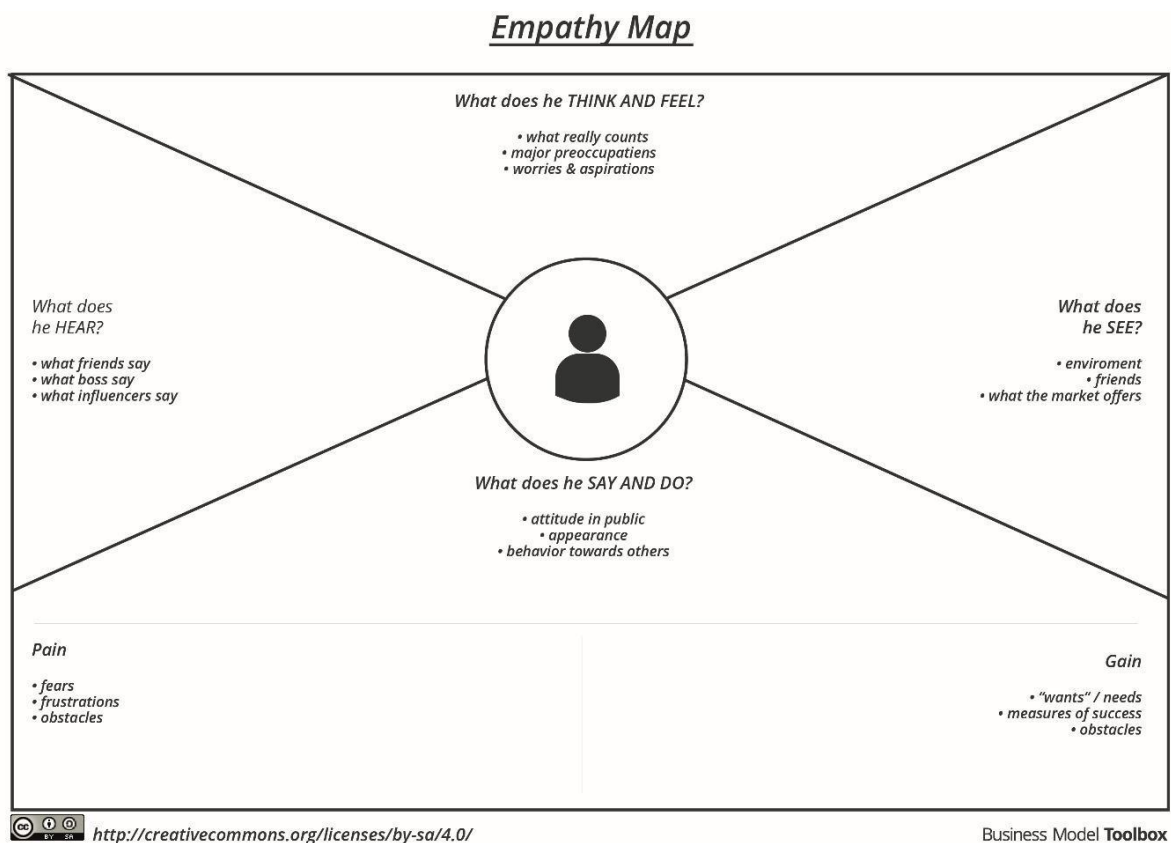 Empathy Map
What does he THINK AND FEEL?
• what really counts
• major preoccupatiens
• worries & aspirations
What does
he HEAR?
• what friends say
• what boss say
• what influencers say
What does
he SEE?
• enviroment
• friends
• what the market offers
What does he SAY AND DO?
• attitude in public
• appearance
• behavior towards others
Pain
• fears
• frustrations
• obstacles
Gain
• “wants“ / needs
• measures of success
• obstacles
cc BY SA http://creativecommons.org/licenses/by-sa/4.0/
Business Model Toolbox